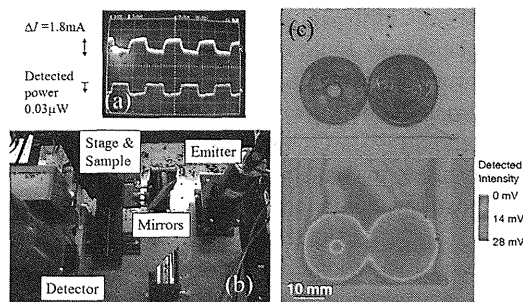 ΔI =1.8mA
Detected
power
0.03μW
(a)
Stage &
Sample
Emitter
Mirrors
Detector
(b)
(c)
Detected
Intensity
0 mV
14 mV
28 mV
10 mm